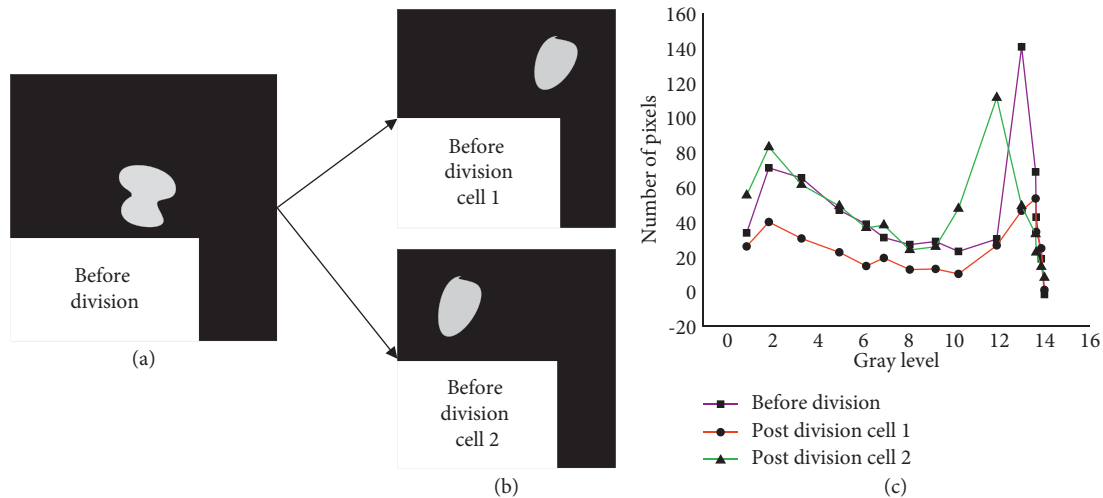 Before
division
(a)
Before
division
cell 1
Before
division
cell 2
(b)
Number of pixels
160
140
120
100
80
60
40
20
0
-20
0 2 4 6 8 10 12 14 16
Gray level
Before division
Post division cell 1
Post division cell 2
(c)